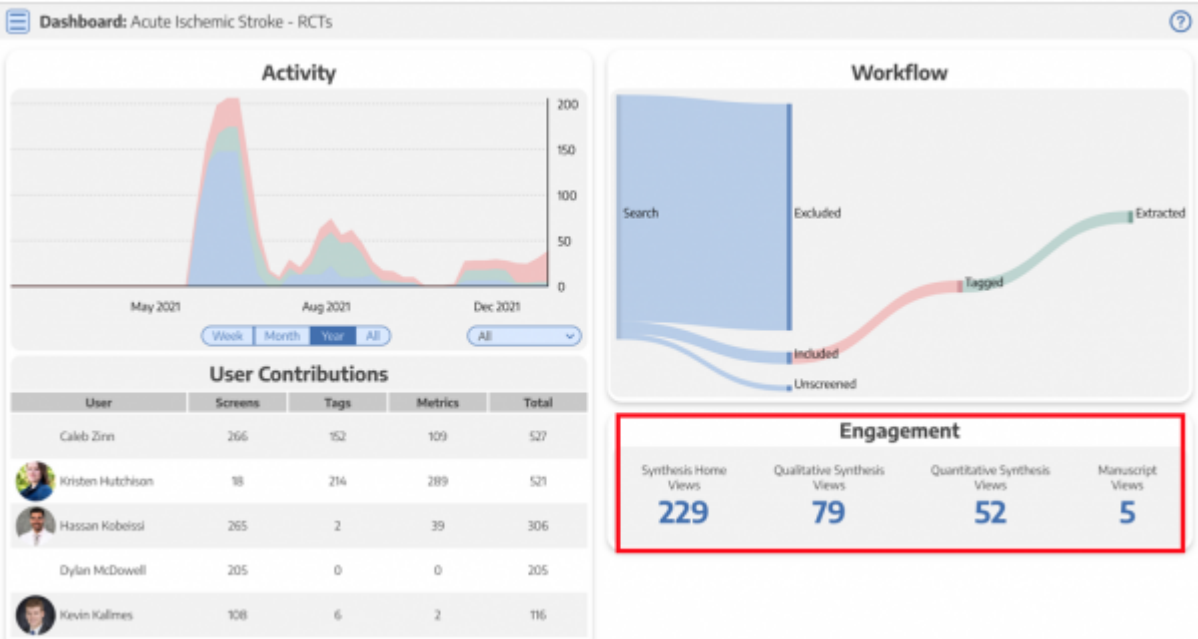 Dashboard: Acute Ischemic Stroke - RCTs
?
Activity
200
150
100
50
0
May 2021 Aug 2021 Dec 2021
Week Month Year All All
User Contributions
User Screens Tags Metrics Total
Caleb Zinn 266 152 109 527
Kristen Hutchison 18 214 289 521
Hassan Kobeissi 265 2 39 306
Dylan McDowell 205 0 0 205
Kevin Kallmes 108 6 2 116
Workflow
Search
Excluded
Extracted
Tagged
Included
Unscreened
Engagement
Synthesis Home Views
229
Qualitative Synthesis Views
79
Quantitative Synthesis Views
52
Manuscript Views
5